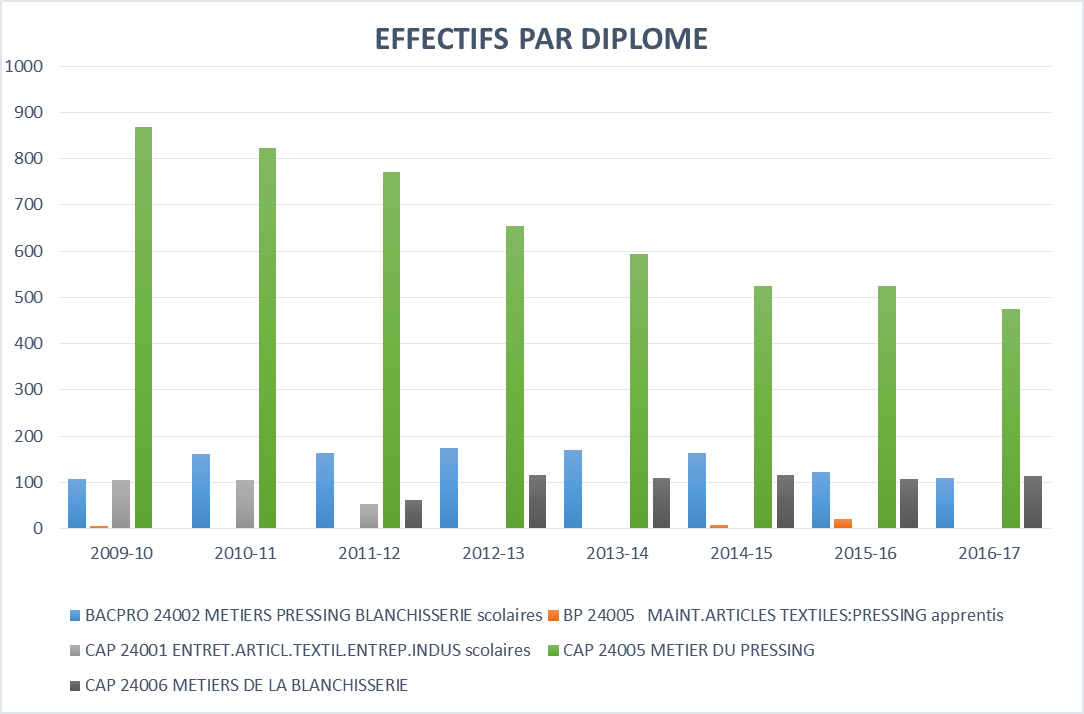 EFFECTIFS PAR DIPLOME
1000
900
800
700
600
500
400
300
200
100
0
2009-10 2010-11 2011-12 2012-13 2013-14 2014-15 2015-16 2016-17
BACPRO 24002 METIERS PRESSING BLANCHISSERIE scolaires BP 24005 MAINT.ARTICLES TEXTILES:PRESSING apprentis
CAP 24001 ENTRET.ARTICL.TEXTIL.ENTREP.INDUS scolaires CAP 24005 METIER DU PRESSING
CAP 24006 METIERS DE LA BLANCHISSERIE